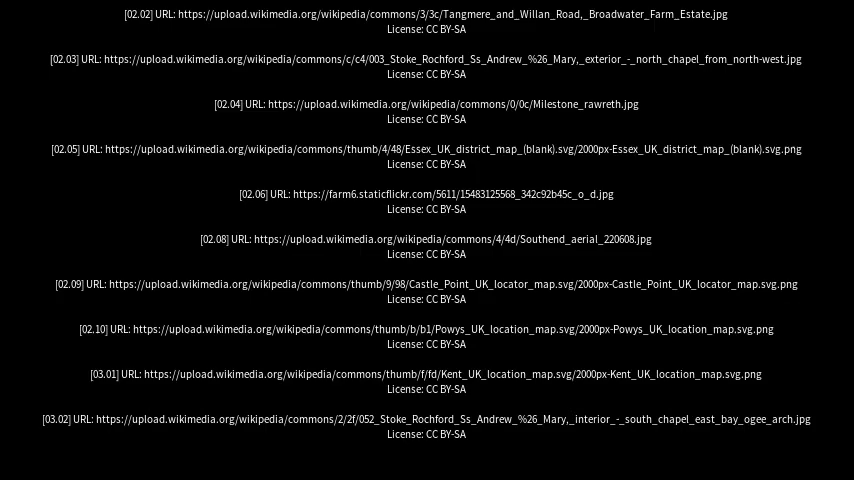 [02.02] URL: https://upload.wikimedia.org/wikipedia/commons/3/3c/Tangmere_and_Willan_Road,_Broadwater_Farm_Estate.jpg
License: CC BY-SA
[02.03] URL: https://upload.wikimedia.org/wikipedia/commons/c/c4/003_Stoke_Rochford_Ss_Andrew_%26_Mary,_exterior_-_north_chapel_from_north-west.jpg
License: CC BY-SA
[02.04] URL: https://upload.wikimedia.org/wikipedia/commons/0/0c/Milestone_rawreth.jpg
License: CC BY-SA
[02.05] URL: https://upload.wikimedia.org/wikipedia/commons/thumb/4/48/Essex_UK_district_map_(blank).svg/2000px-Essex_UK_district_map_(blank).svg.png
License: CC BY-SA
[02.06] URL: https://farm6.staticflickr.com/5611/15483125568_342c92b45c_o_d.jpg
License: CC BY-SA
[02.08] URL: https://upload.wikimedia.org/wikipedia/commons/4/4d/Southend_aerial_220608.jpg
License: CC BY-SA
[02.09] URL: https://upload.wikimedia.org/wikipedia/commons/thumb/9/98/Castle_Point_UK_locator_map.svg/2000px-Castle_Point_UK_locator_map.svg.png
License: CC BY-SA
[02.10] URL: https://upload.wikimedia.org/wikipedia/commons/thumb/b/b1/Powys_UK_location_map.svg/2000px-Powys_UK_location_map.svg.png
License: CC BY-SA
[03.01] URL: https://upload.wikimedia.org/wikipedia/commons/thumb/f/fd/Kent_UK_location_map.svg/2000px-Kent_UK_location_map.svg.png
License: CC BY-SA
[03.02] URL: https://upload.wikimedia.org/wikipedia/commons/2/2f/052_Stoke_Rochford_Ss_Andrew_%26_Mary,_interior_-_south_chapel_east_bay_ogee_arch.jpg
License: CC BY-SA